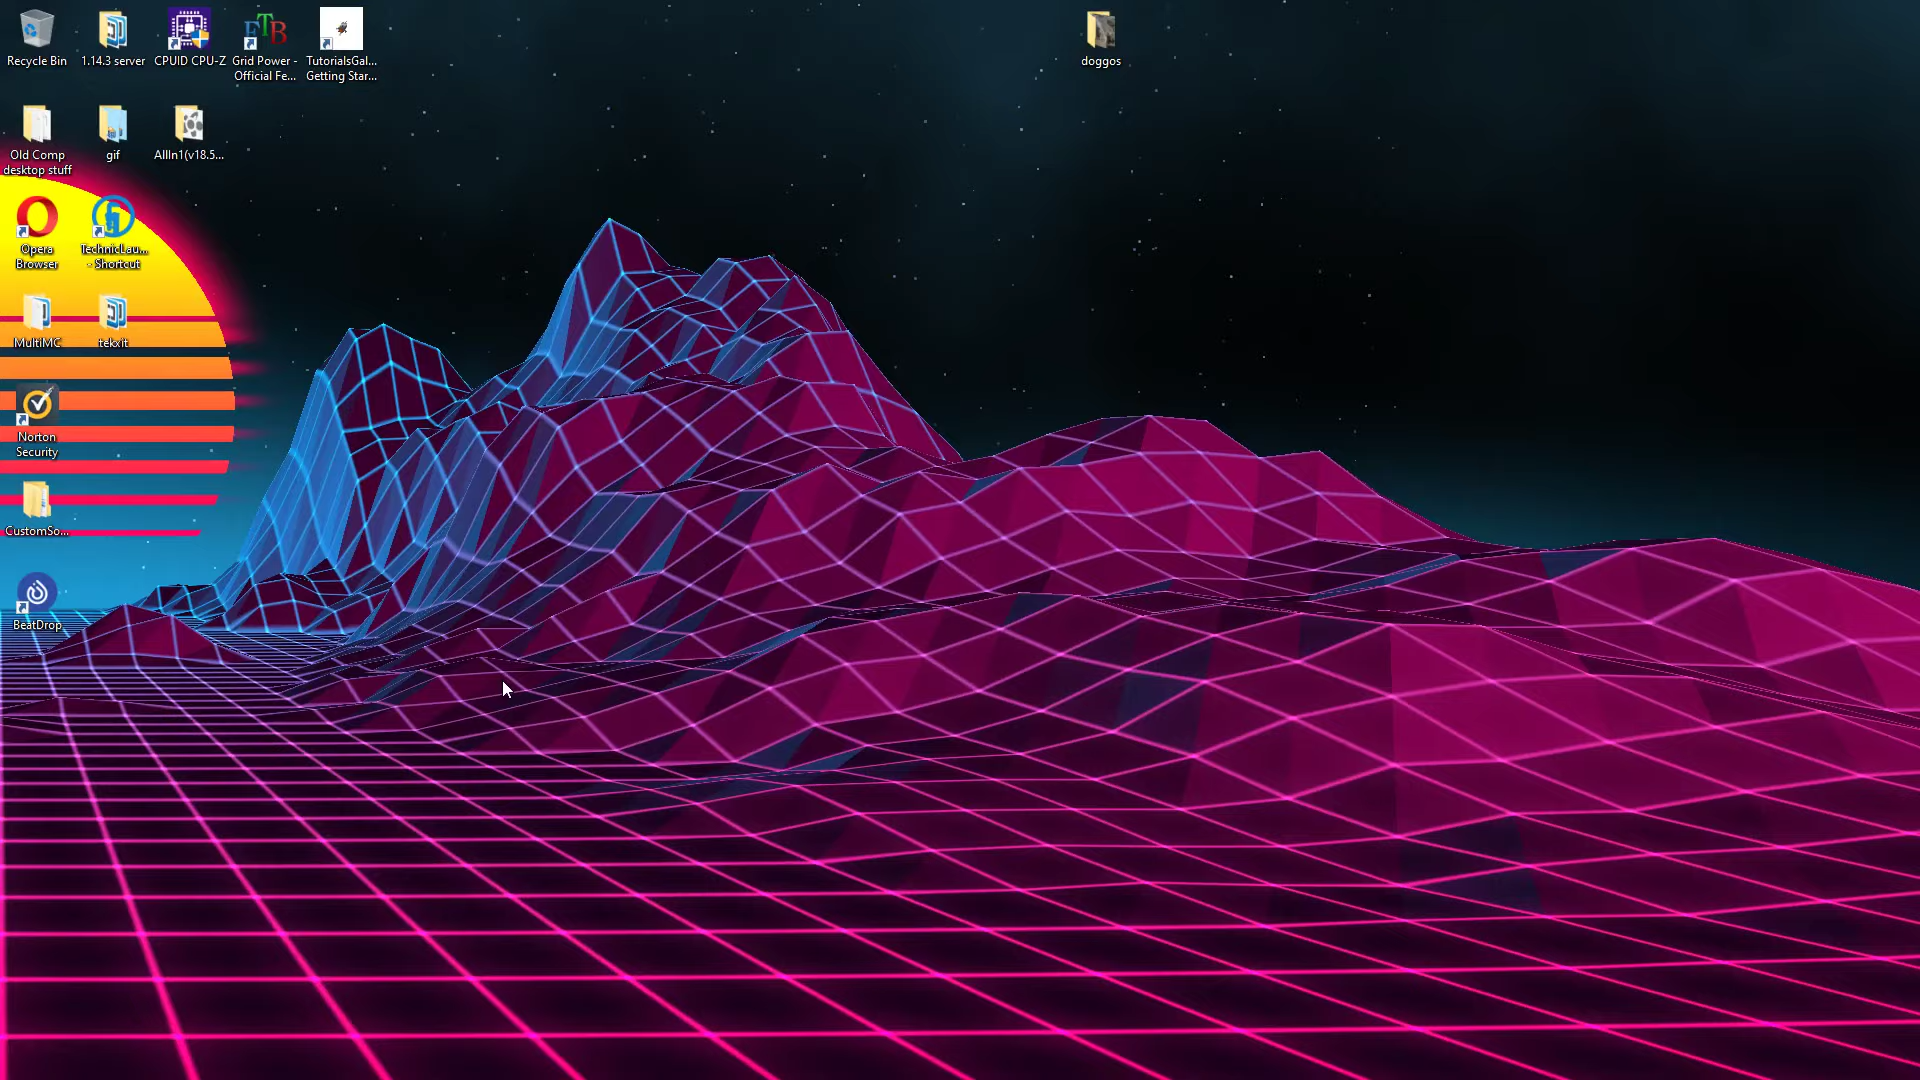 Recycle Bin
1.14.3 server
CPUID CPU-Z
FTB
Grid Power -
Official Fe...
TutorialsGal...
Getting Star...
doggos
Old Comp
desktop stuff
gif
AllIn1(v18.5...
Opera
Browser
TechnicLau...
- Shortcut
MultiMC
tekxit
Norton
Security
CustomSo...
BeatDrop